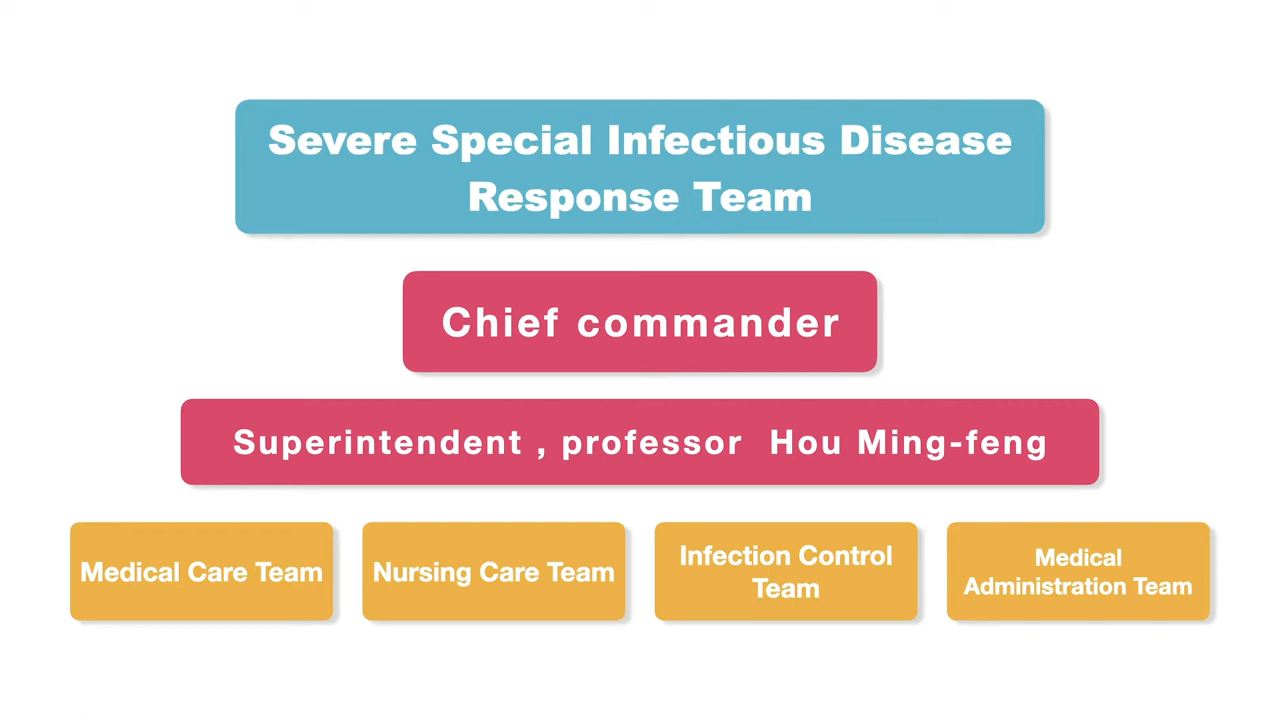 Severe Special Infectious Disease
Response Team
Chief commander
Superintendent , professor  Hou Ming-feng
Medical Care Team
Nursing Care Team
Infection Control
Team
Medical
Administration Team